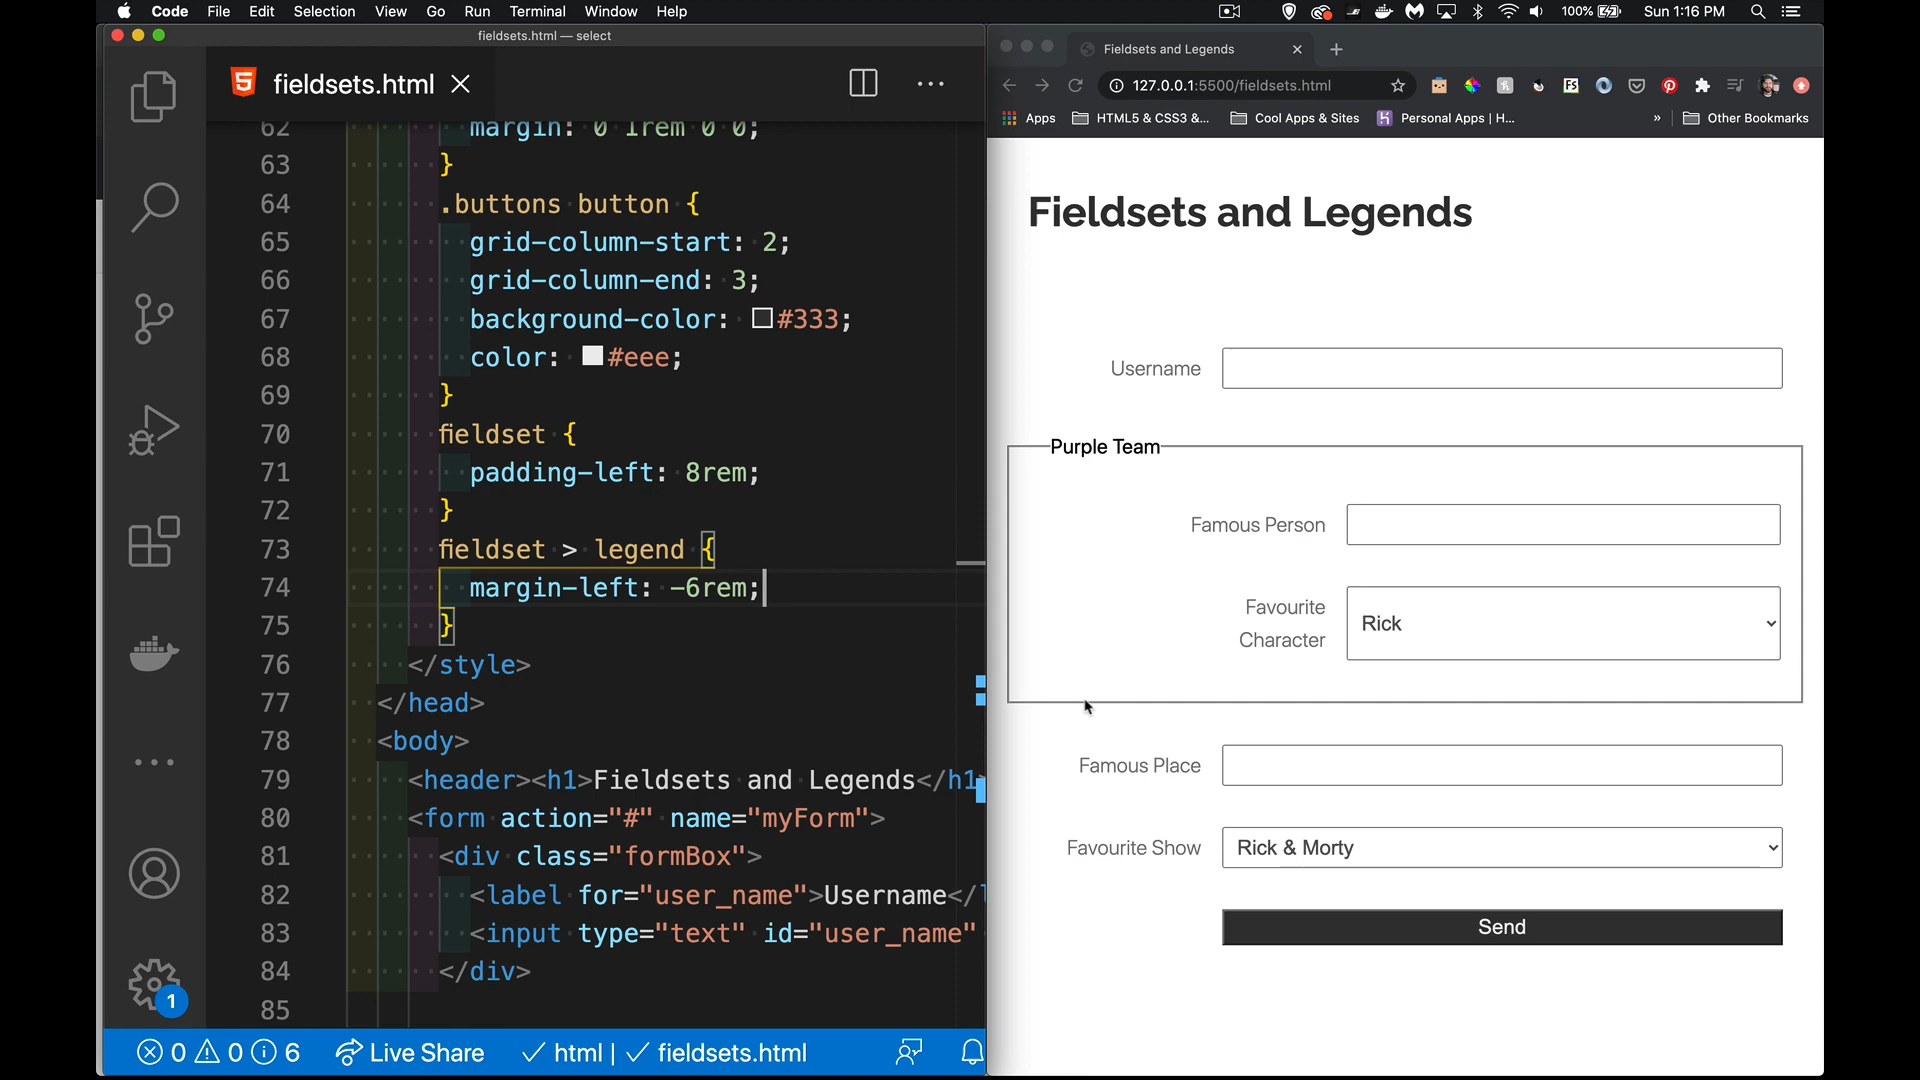 Code File Edit Selection View Go Run Terminal Window Help
100% Sun 1:16 PM
fieldsets.html — select
fieldsets.html
62 margin: 0 1rem 0 0;
63 }
64 .buttons button {
65 grid-column-start: 2;
66 grid-column-end: 3;
67 background-color: #333;
68 color: #eee;
69 }
70 fieldset {
71 padding-left: 8rem;
72 }
73 fieldset > legend {
74 margin-left: -6rem;
75 }
76 </style>
77 </head>
78 <body>
79 <header><h1>Fieldsets and Legends</h1>
80 <form action="#" name="myForm">
81 <div class="formBox">
82 <label for="user_name">Username</l
83 <input type="text" id="user_name"
84 </div>
85
1
0 0 6 Live Share html | fieldsets.html
Fieldsets and Legends
127.0.0.1:5500/fieldsets.html
Apps HTML5 & CSS3 &... Cool Apps & Sites Personal Apps | H... » Other Bookmarks
Fieldsets and Legends
Username
Purple Team
Famous Person
Favourite
Character
Rick
Famous Place
Favourite Show Rick & Morty
Send